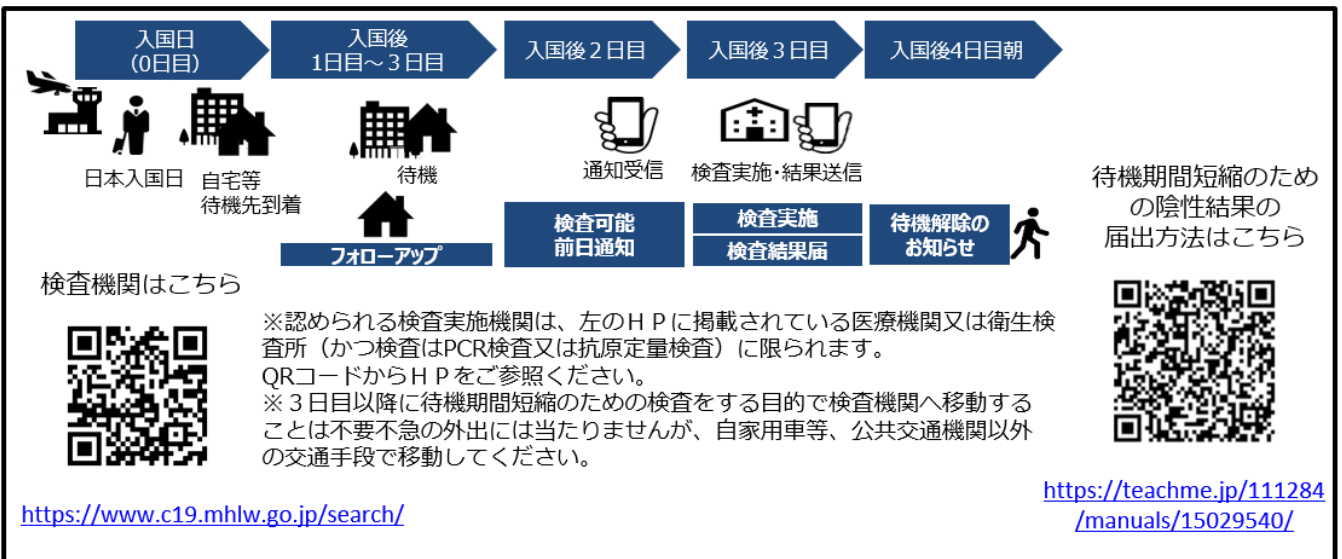 入国日
(0日目)
入国後
1日目～３日目
入国後２日目
入国後３日目
入国後4日目朝
日本入国日
自宅等
待機先到着
待機
通知受信
検査実施・結果送信
フォローアップ
検査可能
前日通知
検査実施
検査結果届
待機解除の
お知らせ
待機期間短縮のため
の陰性結果の
届出方法はこちら
検査機関はこちら
※認められる検査実施機関は、左のＨＰに掲載されている医療機関又は衛生検
査所（かつ検査はPCR検査又は抗原定量検査）に限られます。
QRコードからＨＰをご参照ください。
※３日目以降に待機期間短縮のための検査をする目的で検査機関へ移動する
ことは不要不急の外出には当たりませんが、自家用車等、公共交通機関以外
の交通手段で移動してください。
https://www.c19.mhlw.go.jp/search/
https://teachme.jp/111284
/manuals/15029540/